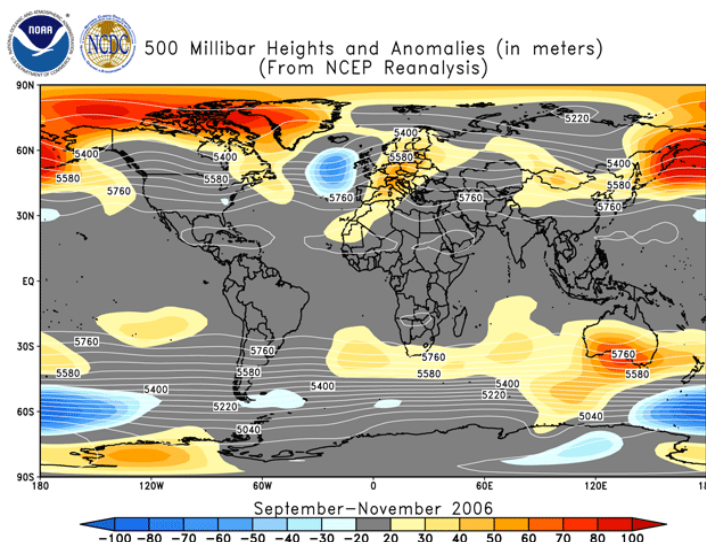 NOAA
NCDC
500 Millibar Heights and Anomalies (in meters)
(From NCEP Reanalysis)
90N
5220
5400
60N
5400 5400 5580 5400
5580 5580 5580
5760 5760 5760 5760
30N
EQ
30S
5760 5760 5760
5580 5580 5580
5400 5400 5400
5220 5220
60S
5040 5040
90S
180 120W 60W 0 60E 120E 180
September-November 2006
-100 -80 -70 -50 -40 -30 -20 20 30 40 50 60 70 80 100